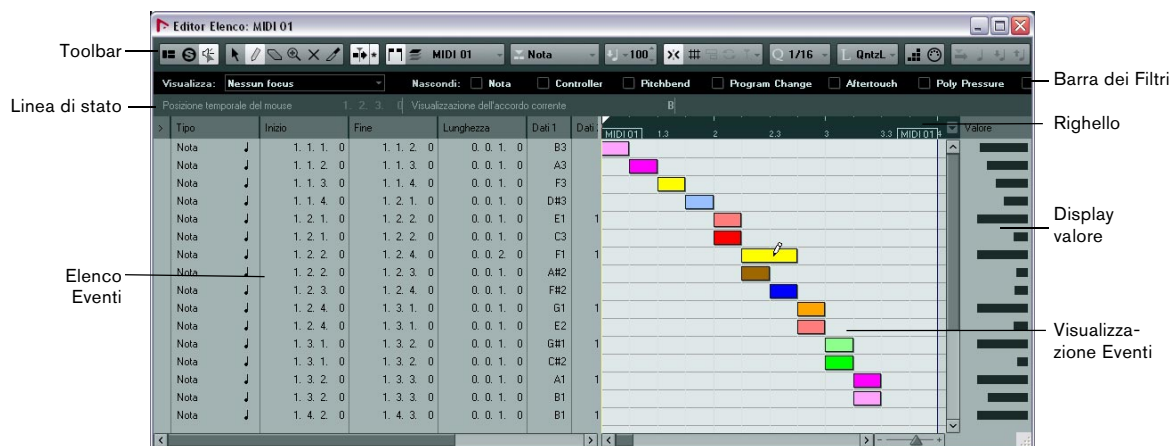 Editor Elenco: MIDI 01
Toolbar
MIDI 01 Nota 100 Q 1/16 L QntzL
Visualizza: Nessun focus Nascondi: Nota Controller Pitchbend Program Change Aftertouch Poly Pressure
Barra dei Filtri
Linea di stato
Posizione temporale del mouse 1. 2. 3. 0 Visualizzazione dell'accordo corrente B
> Tipo Inizio Fine Lunghezza Dati 1 Dati
MIDI 01 1.3 2 2.3 3 3.3 MIDI 01 4
Valore
Righello
Nota 1. 1. 1. 0 1. 1. 2. 0 0. 0. 1. 0 B3
Nota 1. 1. 2. 0 1. 1. 3. 0 0. 0. 1. 0 A3
Nota 1. 1. 3. 0 1. 1. 4. 0 0. 0. 1. 0 F3
Nota 1. 1. 4. 0 1. 2. 1. 0 0. 0. 1. 0 D#3
Nota 1. 2. 1. 0 1. 2. 2. 0 0. 0. 1. 0 E1 1
Nota 1. 2. 1. 0 1. 2. 2. 0 0. 0. 1. 0 C3
Nota 1. 2. 2. 0 1. 2. 4. 0 0. 0. 2. 0 F1 1
Nota 1. 2. 2. 0 1. 2. 3. 0 0. 0. 1. 0 A#2
Nota 1. 2. 3. 0 1. 2. 4. 0 0. 0. 1. 0 F#2
Nota 1. 2. 4. 0 1. 3. 1. 0 0. 0. 1. 0 G1 1
Nota 1. 2. 4. 0 1. 3. 1. 0 0. 0. 1. 0 E2
Nota 1. 3. 1. 0 1. 3. 2. 0 0. 0. 1. 0 G#1 1
Nota 1. 3. 1. 0 1. 3. 2. 0 0. 0. 1. 0 C#2
Nota 1. 3. 2. 0 1. 3. 3. 0 0. 0. 1. 0 A1 1
Nota 1. 3. 2. 0 1. 3. 3. 0 0. 0. 1. 0 B1
Nota 1. 4. 2. 0 1. 4. 3. 0 0. 0. 1. 0 B1 1
Elenco
Eventi
Display
valore
Visualizza-
zione Eventi